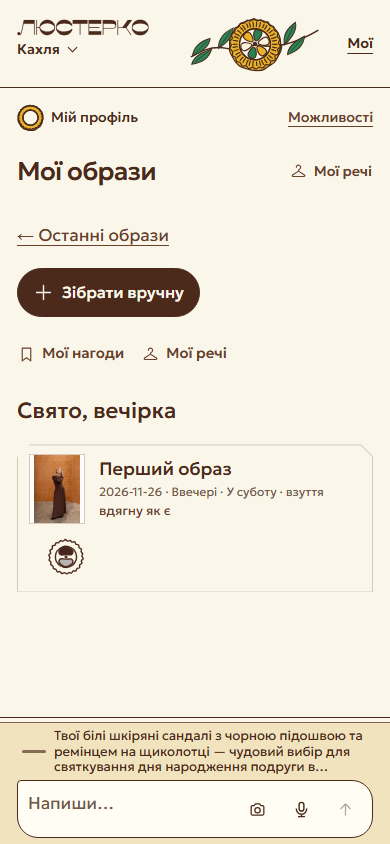 ЛЮСТЕРКО
Кахля
Мої
Мій профіль
Можливості
Мої образи
Мої речі
← Останні образи
Зібрати вручну
Мої нагоди
Мої речі
Свято, вечірка
Перший образ
2026-11-26 · Ввечері · У суботу · взуття
вдягну як є
Твої білі шкіряні сандалі з чорною підошвою та
ремінцем на щиколотці — чудовий вибір для
святкування дня народження подруги в...
Напиши...